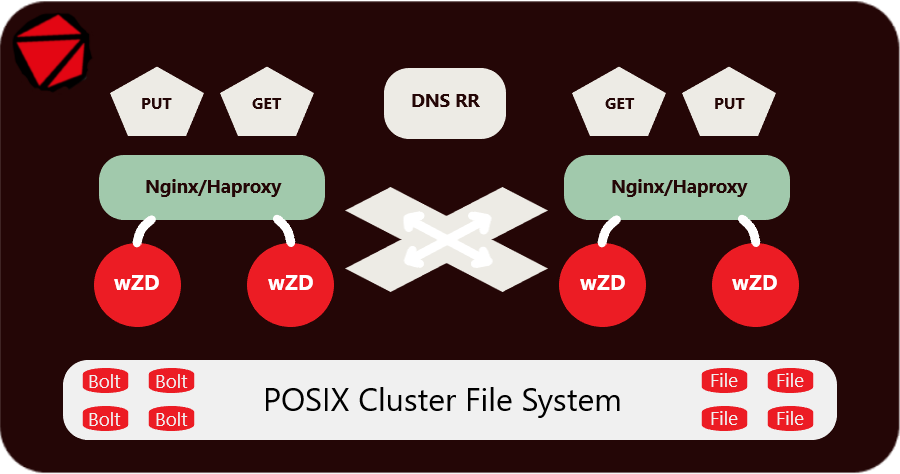 PUT
GET
DNS RR
GET
PUT
Nginx/Haproxy
Nginx/Haproxy
wZD
wZD
wZD
wZD
Bolt
Bolt
Bolt
Bolt
POSIX Cluster File System
File
File
File
File